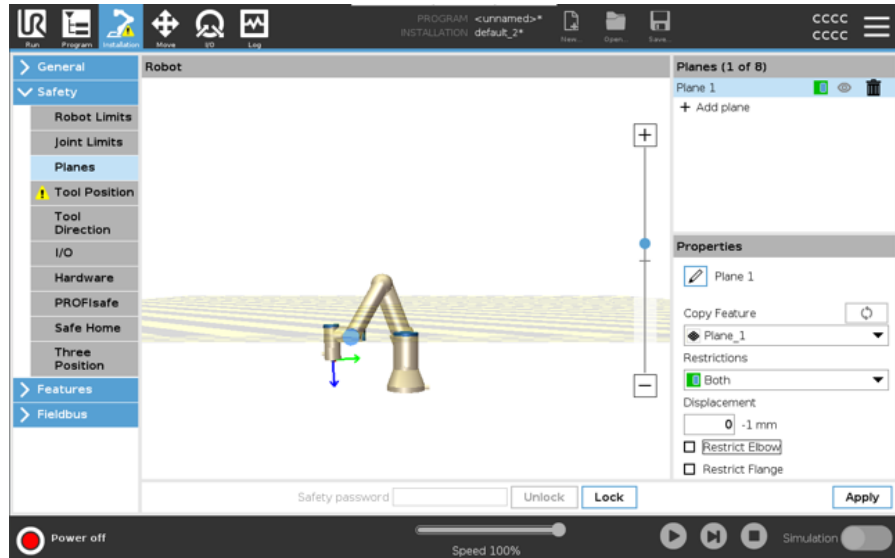 UR
PROGRAM <unnamed>*
INSTALLATION default_2*
CCCC
CCCC
Run
Program
Installation
Move
I/O
Log
New...
Open...
Save...
General
Safety
Robot Limits
Joint Limits
Planes
Tool Position
Tool
Direction
I/O
Hardware
PROFIsafe
Safe Home
Three
Position
Features
Fieldbus
Robot
Planes (1 of 8)
Plane 1
+ Add plane
Properties
Plane 1
Copy Feature
Plane_1
Restrictions
Both
Displacement
0 -1 mm
Restrict Elbow
Restrict Flange
Safety password
Unlock
Lock
Apply
Power off
Speed 100%
Simulation